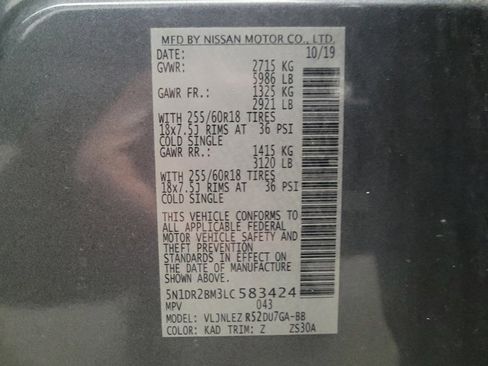 MFD BY NISSAN MOTOR CO., LTD.
DATE: 10/19
GVWR: 2715 KG
5986 LB
GAWR FR.: 1325 KG
2921 LB
WITH 255/60R18 TIRES
18x7.5J RIMS AT 36 PSI
COLD SINGLE
GAWR RR.: 1415 KG
3120 LB
WITH 255/60R18 TIRES
18x7.5J RIMS AT 36 PSI
COLD SINGLE
THIS VEHICLE CONFORMS TO
ALL APPLICABLE FEDERAL
MOTOR VEHICLE SAFETY AND
THEFT PREVENTION
STANDARDS IN EFFECT ON
THE DATE OF MANUFACTURE
SHOWN ABOVE.
5N1DR2BM3LC583424
MPV 043
MODEL: VLJNLEZ R52DU7GA-BB
COLOR: KAD TRIM: Z ZS30A